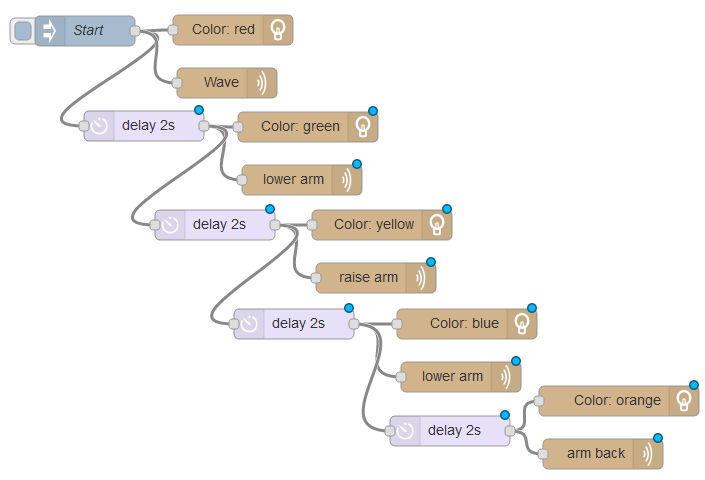 Start
Color: red
Wave
delay 2s
Color: green
lower arm
delay 2s
Color: yellow
raise arm
delay 2s
Color: blue
lower arm
Color: orange
delay 2s
arm back